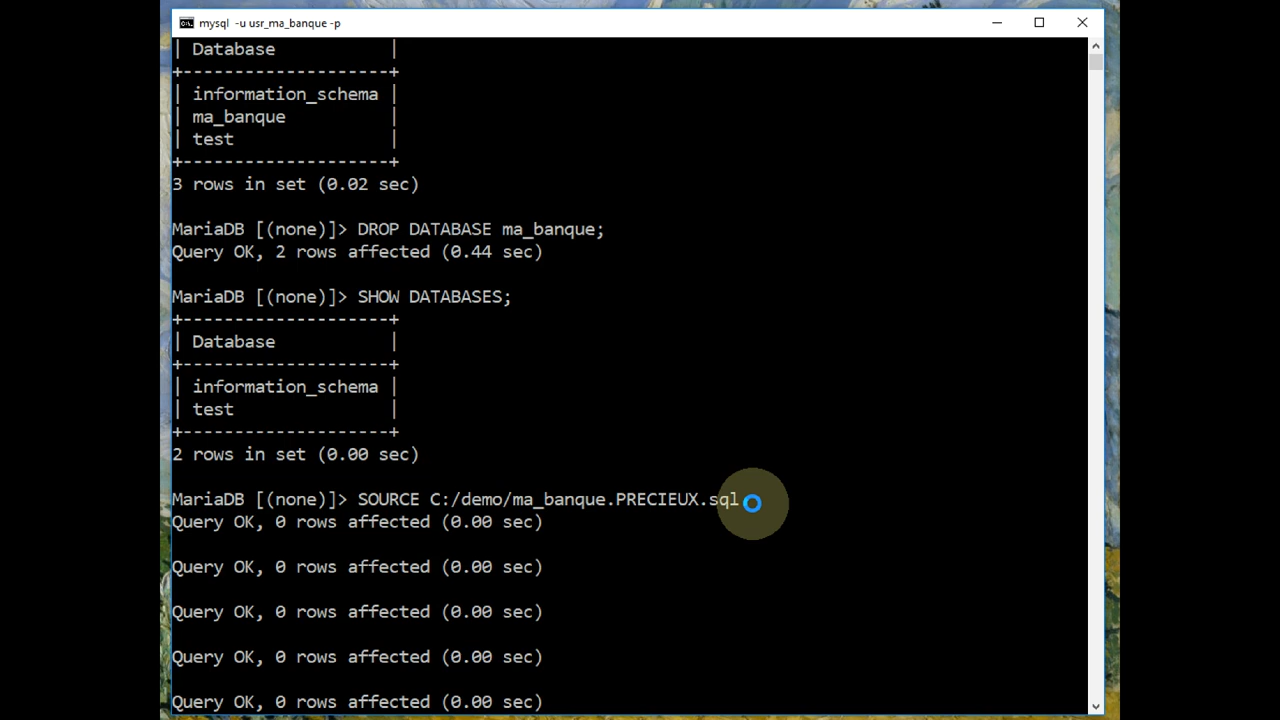 mysql -u usr_ma_banque -p
| Database           |
+--------------------+
| information_schema |
| ma_banque          |
| test               |
+--------------------+
3 rows in set (0.02 sec)
MariaDB [(none)]> DROP DATABASE ma_banque;
Query OK, 2 rows affected (0.44 sec)
MariaDB [(none)]> SHOW DATABASES;
+--------------------+
| Database           |
+--------------------+
| information_schema |
| test               |
+--------------------+
2 rows in set (0.00 sec)
MariaDB [(none)]> SOURCE C:/demo/ma_banque.PRECIEUX.sql
Query OK, 0 rows affected (0.00 sec)
Query OK, 0 rows affected (0.00 sec)
Query OK, 0 rows affected (0.00 sec)
Query OK, 0 rows affected (0.00 sec)
Query OK, 0 rows affected (0.00 sec)